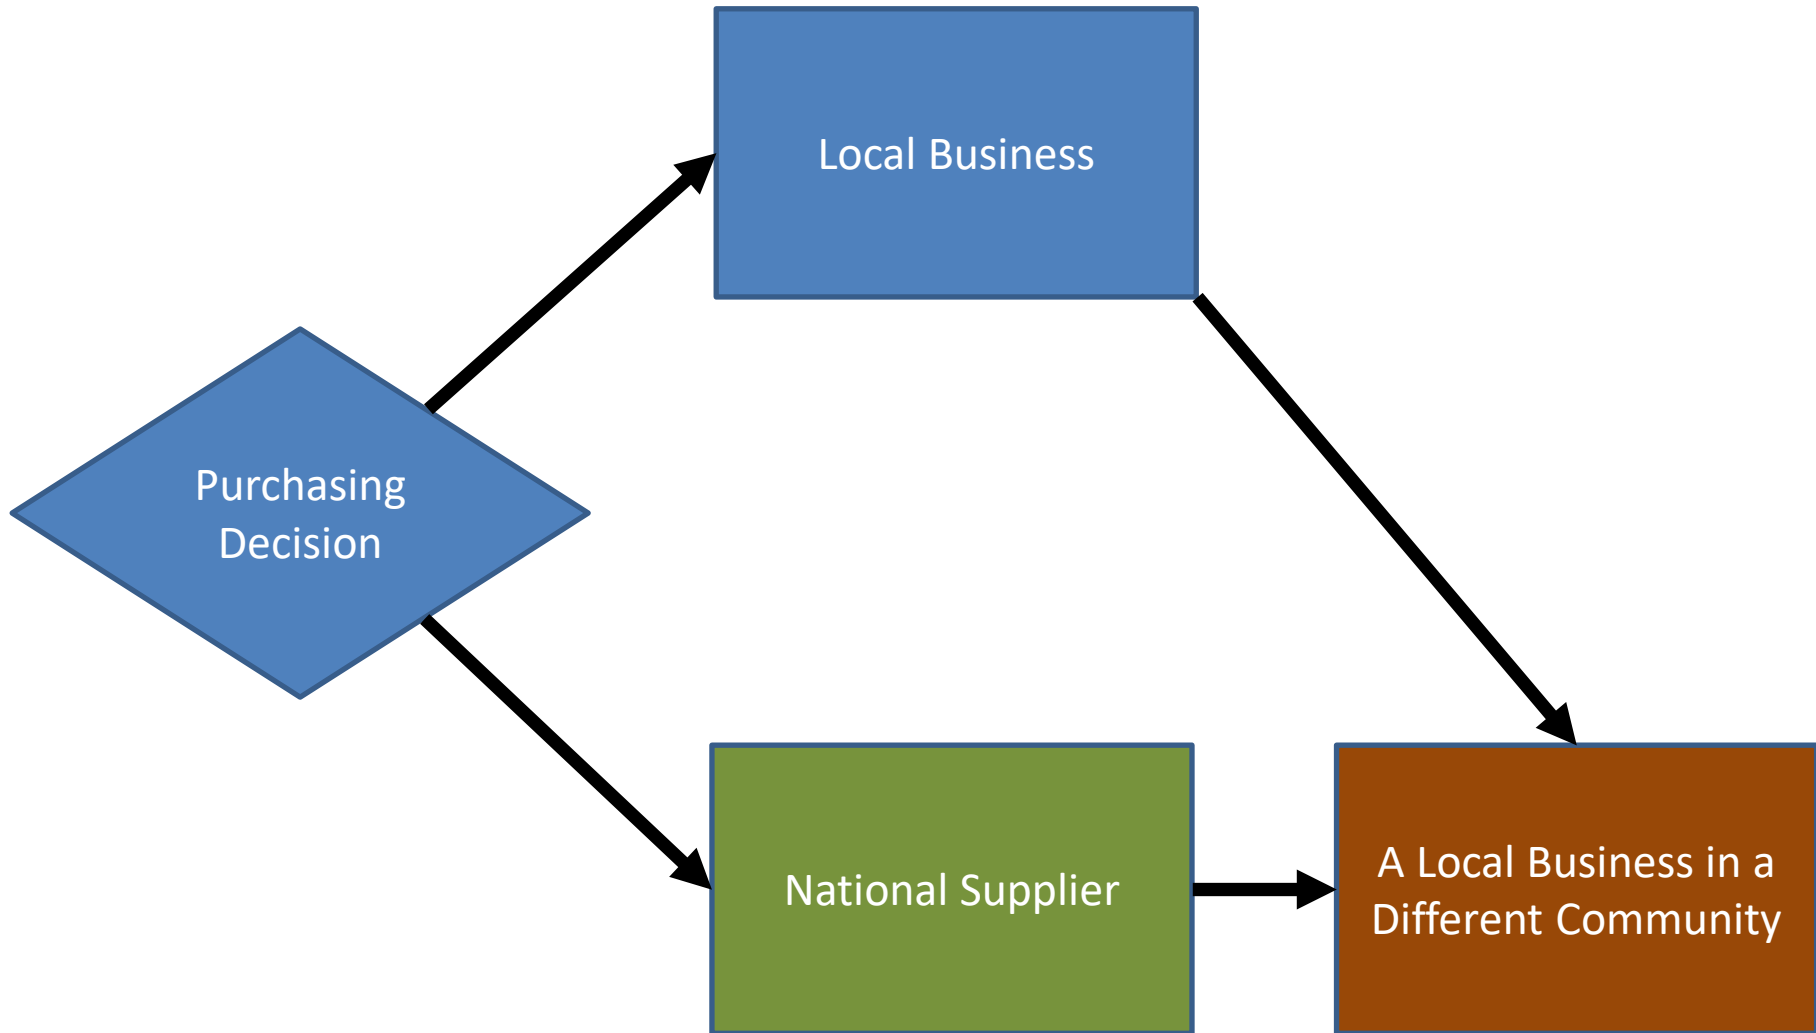 Local Business
Purchasing
Decision
National Supplier
A Local Business in a
Different Community